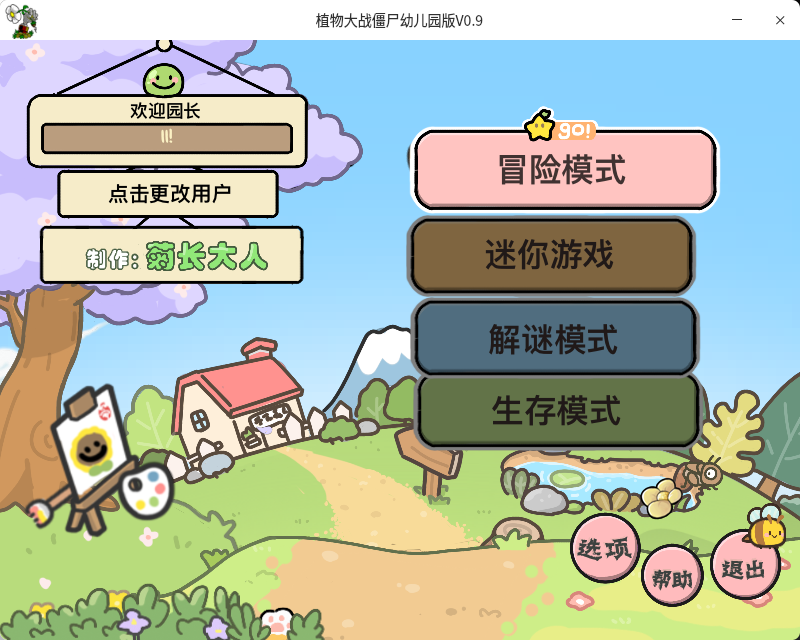 植物大战僵尸幼儿园版V0.9
欢迎园长
lll!
点击更改用户
制作:菊长大人
go!
冒险模式
迷你游戏
解谜模式
生存模式
选项
帮助
退出